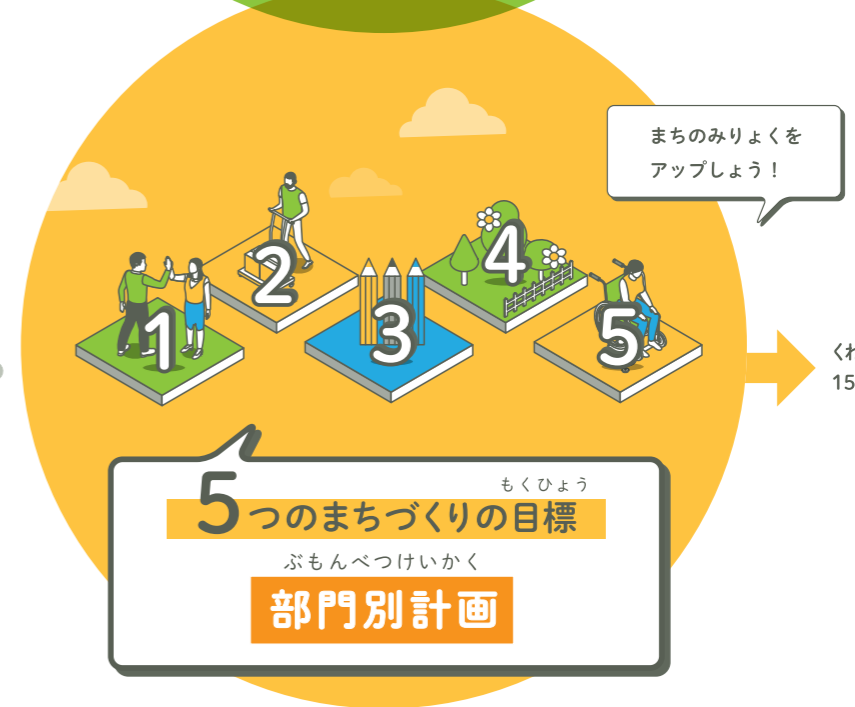 まちのみりょくを
アップしよう！
1
2
3
4
5
15
もくひょう
5つのまちづくりの目標
ぶもんべつけいかく
部門別計画